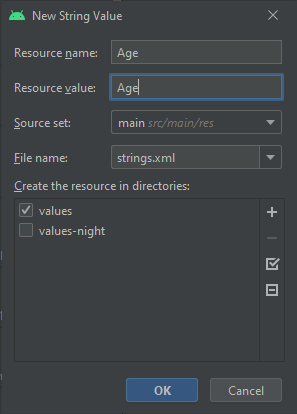 New String Value
Resource name: Age
Resource value: Age
Source set: main src/main/res
File name: strings.xml
Create the resource in directories:
values
values-night
OK Cancel